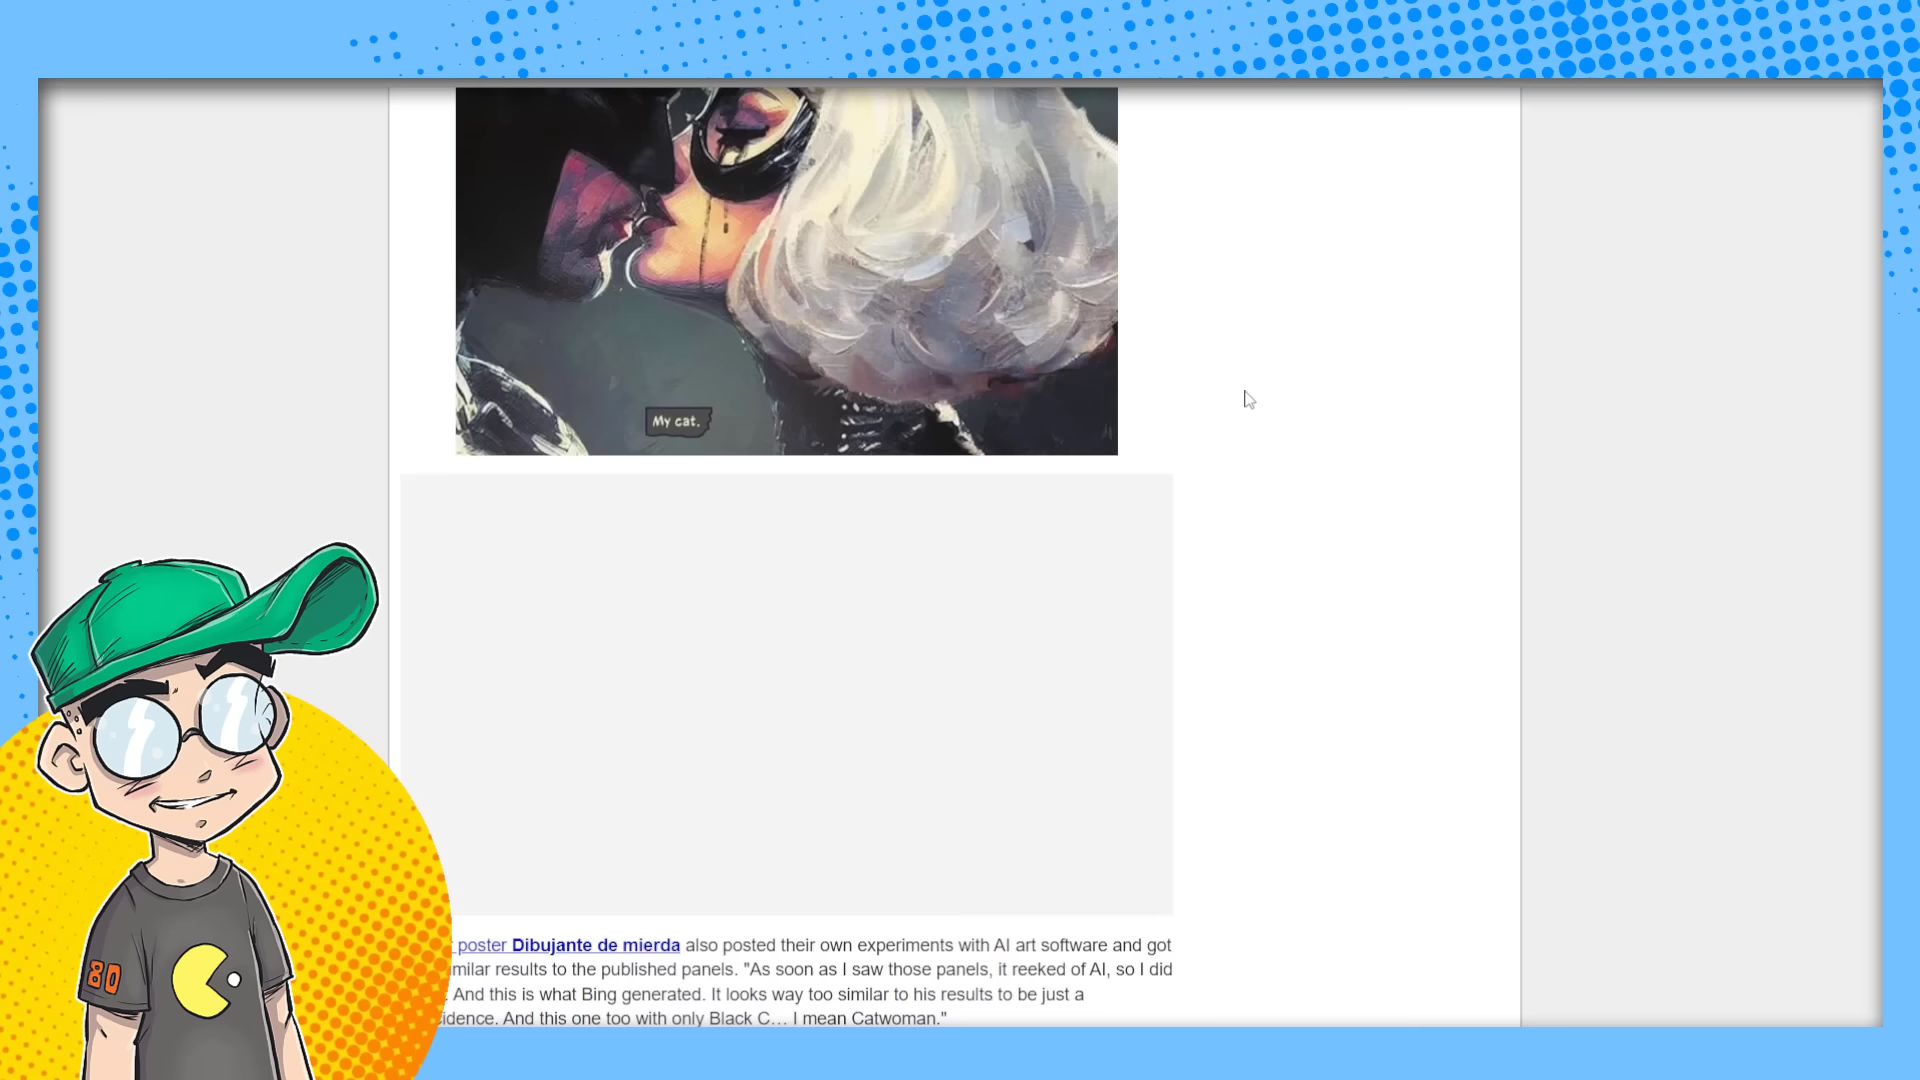 My cat.
poster Dibujante de mierda also posted their own experiments with AI art software and got
milar results to the published panels. "As soon as I saw those panels, it reeked of AI, so I did
And this is what Bing generated. It looks way too similar to his results to be just a
idence. And this one too with only Black C... I mean Catwoman."
80